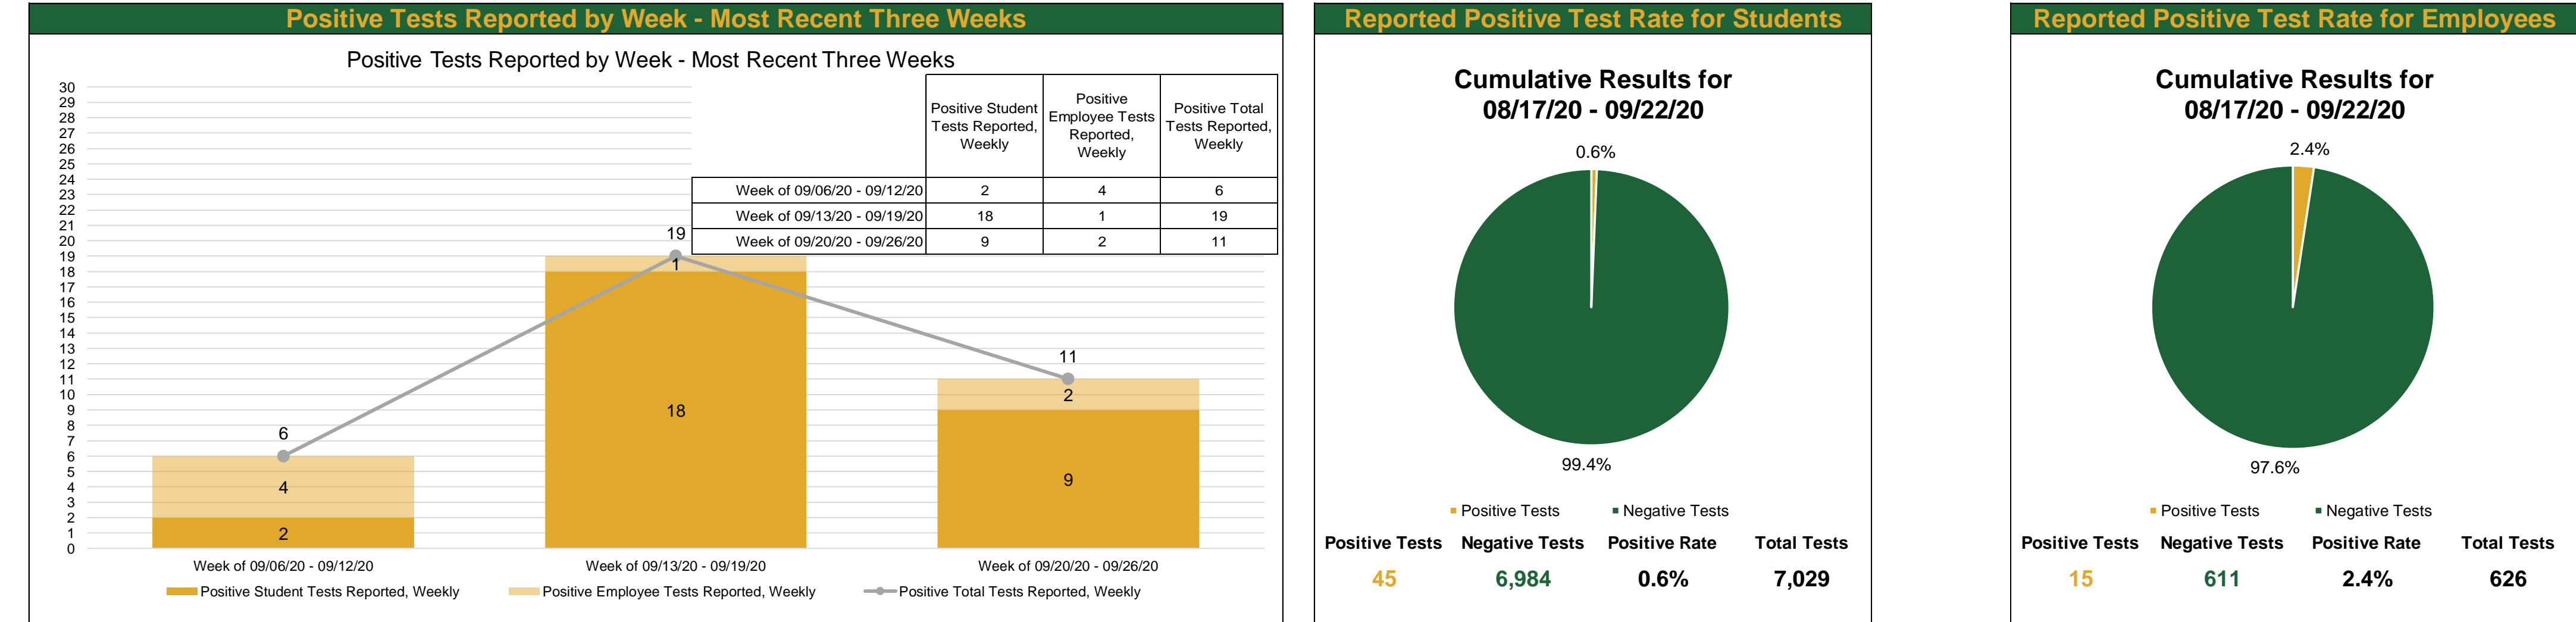 Positive Tests Reported by Week - Most Recent Three Weeks
Positive Tests Reported by Week - Most Recent Three Weeks
30
29
28
27
26
25
24
23
22
21
20
19
18
17
16
15
14
13
12
11
10
9
8
7
6
5
4
3
2
1
0
Positive Student
Tests Reported,
Weekly
Positive
Employee Tests
Reported,
Weekly
Positive Total
Tests Reported,
Weekly
Week of 09/06/20 - 09/12/20 2 4 6
Week of 09/13/20 - 09/19/20 18 1 19
Week of 09/20/20 - 09/26/20 9 2 11
6
4
2
19
1
18
11
2
9
Week of 09/06/20 - 09/12/20 Week of 09/13/20 - 09/19/20 Week of 09/20/20 - 09/26/20
Positive Student Tests Reported, Weekly Positive Employee Tests Reported, Weekly Positive Total Tests Reported, Weekly
Reported Positive Test Rate for Students
Cumulative Results for
08/17/20 - 09/22/20
0.6%
99.4%
Positive Tests Negative Tests
Positive Tests Negative Tests Positive Rate Total Tests
45 6,984 0.6% 7,029
Reported Positive Test Rate for Employees
Cumulative Results for
08/17/20 - 09/22/20
2.4%
97.6%
Positive Tests Negative Tests
Positive Tests Negative Tests Positive Rate Total Tests
15 611 2.4% 626